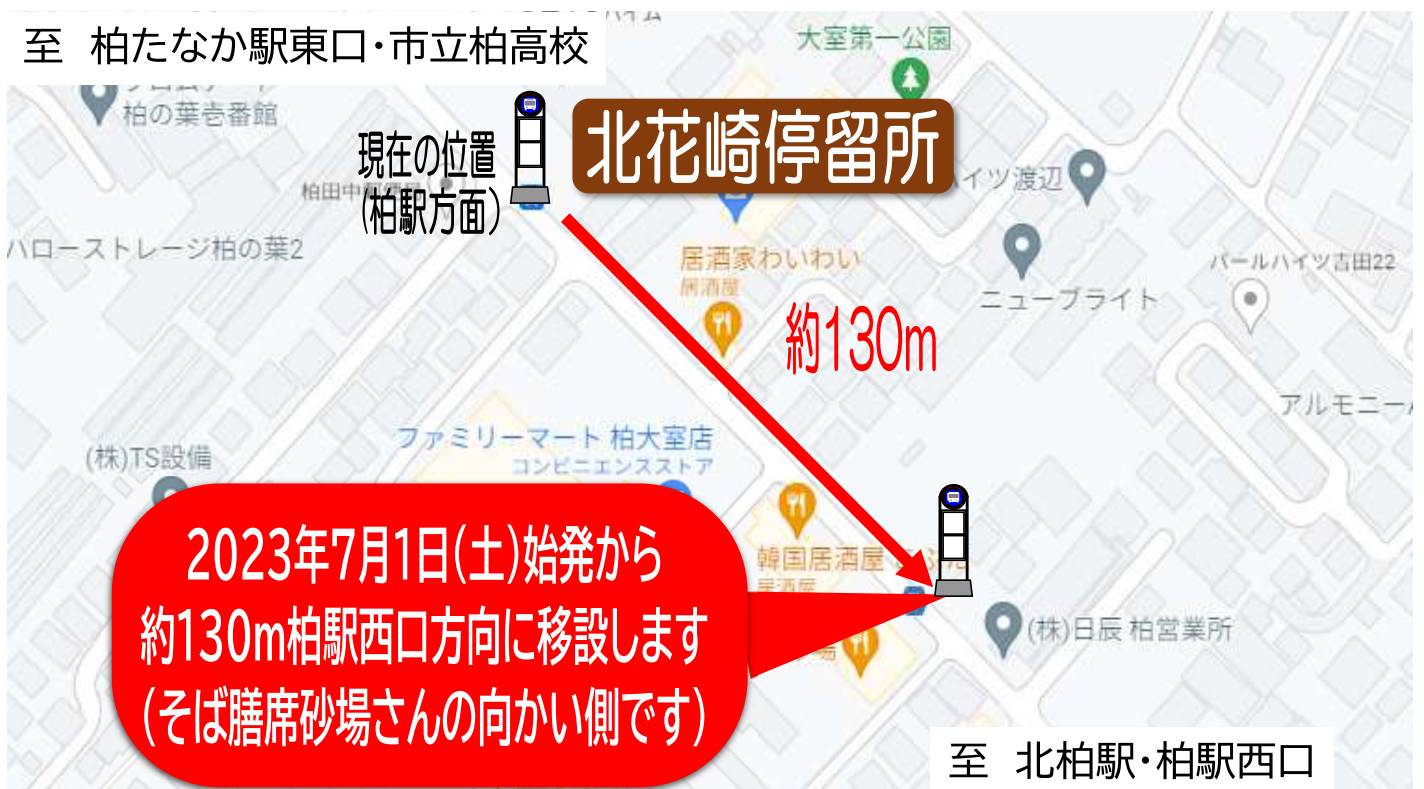 至 柏たなか駅東口・市立柏高校
大室第一公園
柏の葉壱番館
現在の位置
(柏駅方面)
北花崎停留所
イツ渡辺
柏田中
ハローストレージ柏の葉2
居酒家わいわい
居酒屋
パールハイツ吉田22
ニューブライト
約130m
アルモニー
ファミリーマート 柏大室店
コンビニエンスストア
(株)TS設備
2023年7月1日(土)始発から
約130m柏駅西口方向に移設します
(そば膳席砂場さんの向かい側です)
韓国居酒屋
居酒屋
(株)日辰 柏営業所
至 北柏駅・柏駅西口